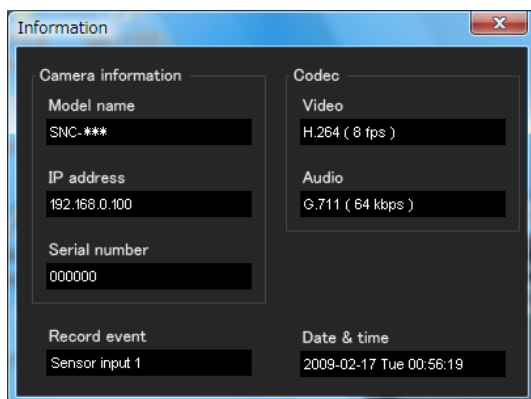 Information
Camera information
Model name
SNC-***
IP address
192.168.0.100
Serial number
000000
Codec
Video
H.264 ( 8 fps )
Audio
G.711 ( 64 kbps )
Record event
Sensor input 1
Date & time
2009-02-17 Tue 00:56:19